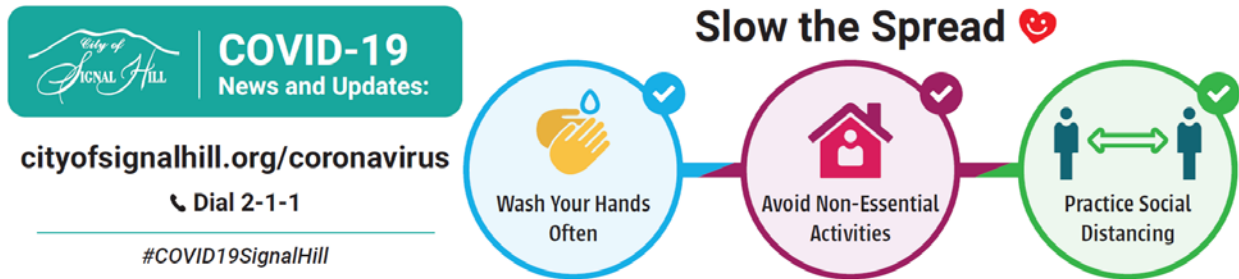 City of
SIGNAL HILL
COVID-19
News and Updates:
cityofsignalhill.org/coronavirus
Dial 2-1-1
#COVID19SignalHill
Slow the Spread
Wash Your Hands
Often
Avoid Non-Essential
Activities
Practice Social
Distancing